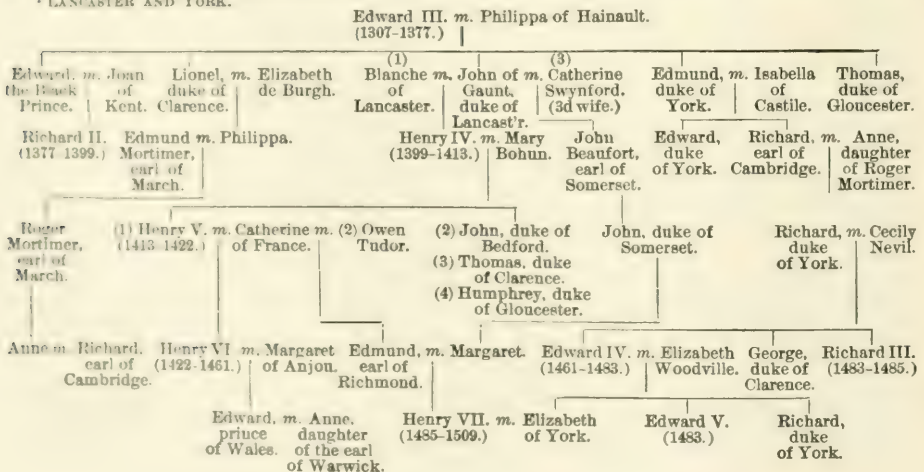 LANCASTER AND YORK.
Edward III. m. Philippa of Hainault.
(1307-1377.)
(1) (3)
Edward, m. Joan Lionel, m. Elizabeth Blanche m. John of m. Catherine Edmund, m. Isabella Thomas,
the Black of duke of de Burgh. of Gaunt, Swynford. duke of of duke of
Prince. Kent. Clarence. Lancaster. duke of (3d wife.) York. Castile. Gloucester.
Lancast'r.
Richard II. Edmund m. Philippa. Henry IV. m. Mary John Edward, Richard, m. Anne,
(1377-1399.) Mortimer, (1399-1413.) Bohun. Beaufort, duke earl of daughter
earl of earl of of York. Cambridge. of Roger
March. Somerset. Mortimer.
Roger (1) Henry V. m. Catherine m. (2) Owen (2) John, duke of John, duke of Richard, m. Cecily
Mortimer, (1413-1422.) of France. Tudor. Bedford. Somerset. duke Nevil.
earl of (3) Thomas, duke of York.
March. of Clarence.
(4) Humphrey, duke
of Gloucester.
Anne m Richard, Henry VI m. Margaret Edmund, m. Margaret. Edward IV. m. Elizabeth George, Richard III.
earl of (1422-1461.) of Anjou. earl of (1461-1483.) Woodville. duke of (1483-1485.)
Cambridge. Richmond. Clarence.
Edward, m. Anne, Henry VII. m. Elizabeth Edward V. Richard,
prince daughter (1485-1509.) of York. (1483.) duke
of Wales. of the earl of York.
of Warwick.